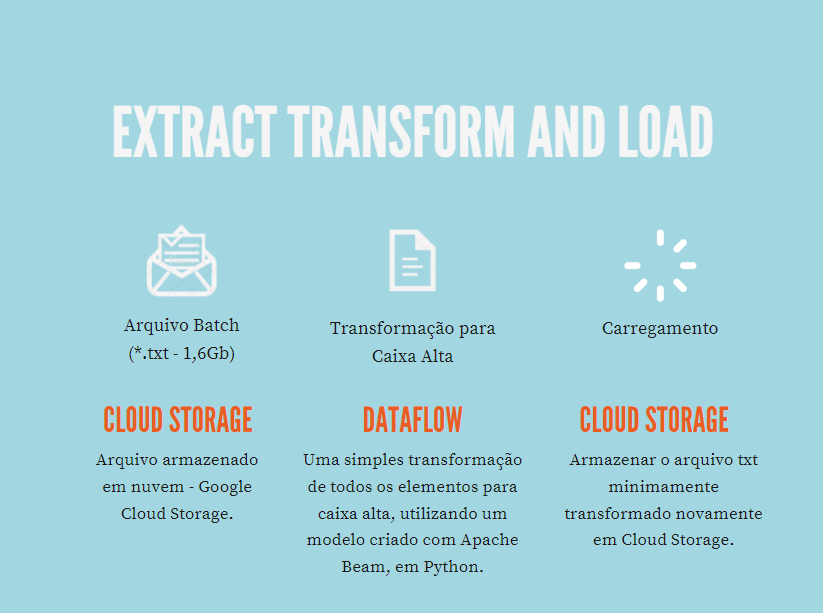 EXTRACT TRANSFORM AND LOAD
Arquivo Batch
(*.txt - 1,6Gb)
Transformação para
Caixa Alta
Carregamento
CLOUD STORAGE
Arquivo armazenado
em nuvem - Google
Cloud Storage.
DATAFLOW
Uma simples transformação
de todos os elementos para
caixa alta, utilizando um
modelo criado com Apache
Beam, em Python.
CLOUD STORAGE
Armazenar o arquivo txt
minimamente
transformado novamente
em Cloud Storage.